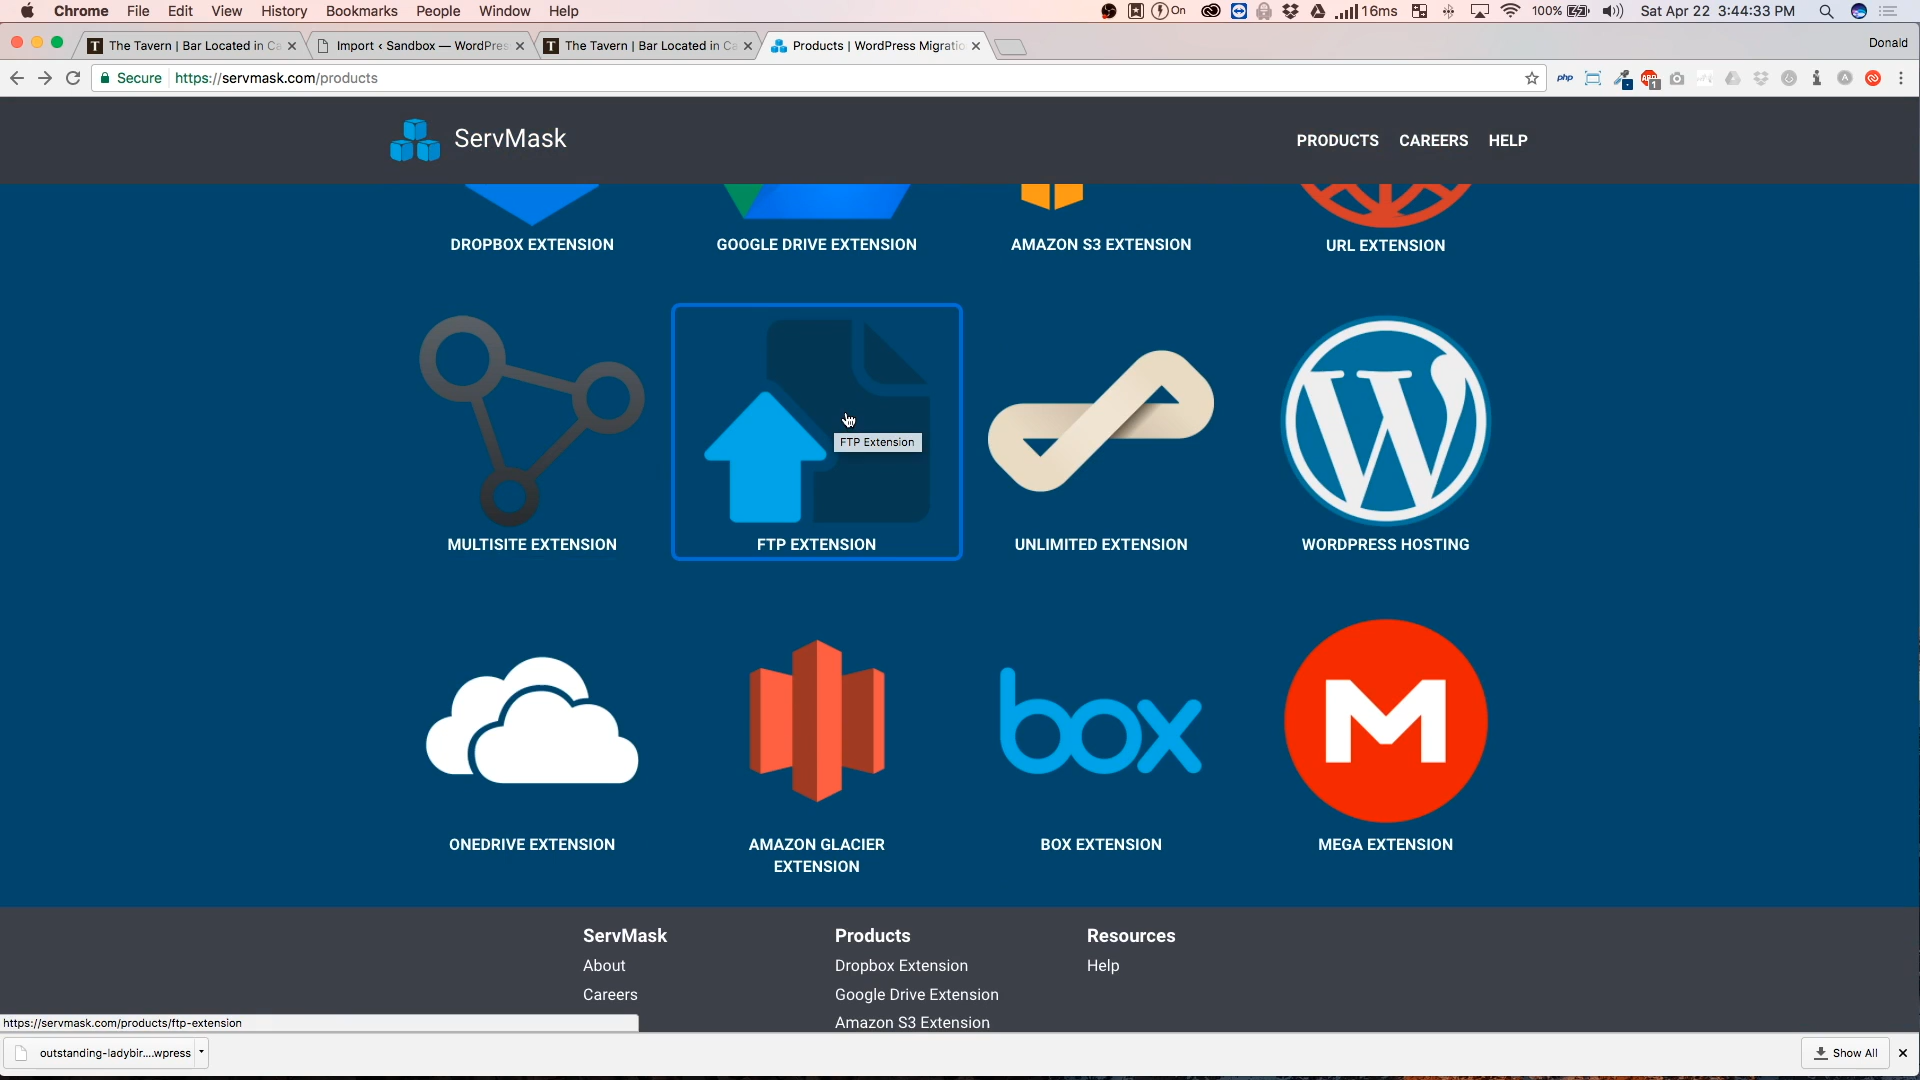 Chrome File Edit View History Bookmarks People Window Help On 16ms 100% Sat Apr 22 3:44:33 PM
The Tavern | Bar Located in Ca Import ‹ Sandbox — WordPres The Tavern | Bar Located in Ca Products | WordPress Migratio Donald
Secure https://servmask.com/products php 1
ServMask PRODUCTS CAREERS HELP
DROPBOX EXTENSION GOOGLE DRIVE EXTENSION AMAZON S3 EXTENSION URL EXTENSION
FTP Extension
MULTISITE EXTENSION FTP EXTENSION UNLIMITED EXTENSION WORDPRESS HOSTING
box M
ONEDRIVE EXTENSION AMAZON GLACIER EXTENSION BOX EXTENSION MEGA EXTENSION
ServMask Products Resources
About Dropbox Extension Help
Careers Google Drive Extension
Amazon S3 Extension
https://servmask.com/products/ftp-extension
outstanding-ladybir....wpress Show All